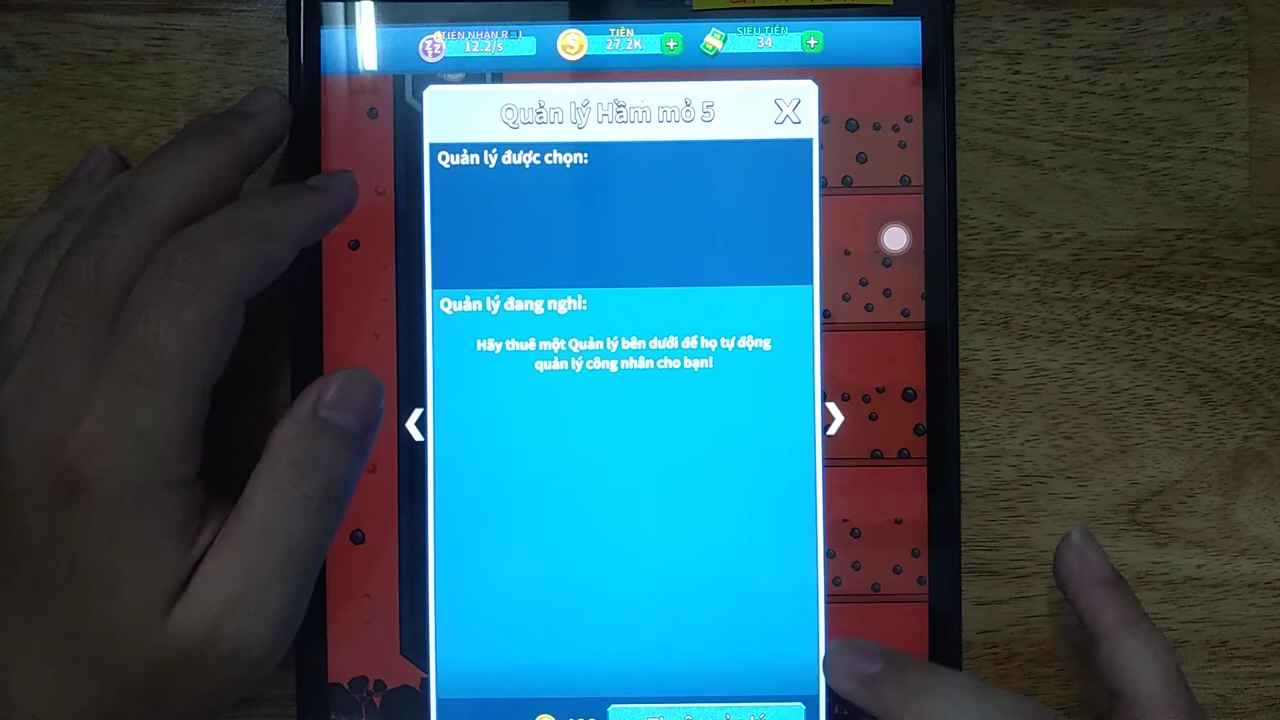 TIỀN
SIÊU TIỀN
12.2/s
27.2K
34
Quản lý Hầm mỏ 5
X
Quản lý được chọn:
Quản lý đang nghỉ:
Hãy thuê một Quản lý bên dưới để họ tự động
quản lý công nhân cho bạn!